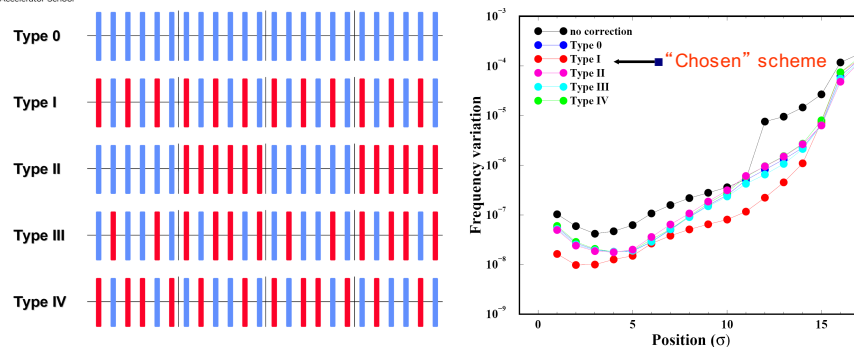 Accelerator School
Type 0
Type I
Type II
Type III
Type IV
10⁻³
10⁻⁴
10⁻⁵
10⁻⁶
10⁻⁷
10⁻⁸
10⁻⁹
Frequency variation
no correction
Type 0
Type I
Type II
Type III
Type IV
“Chosen” scheme
0 5 10 15
Position (σ)